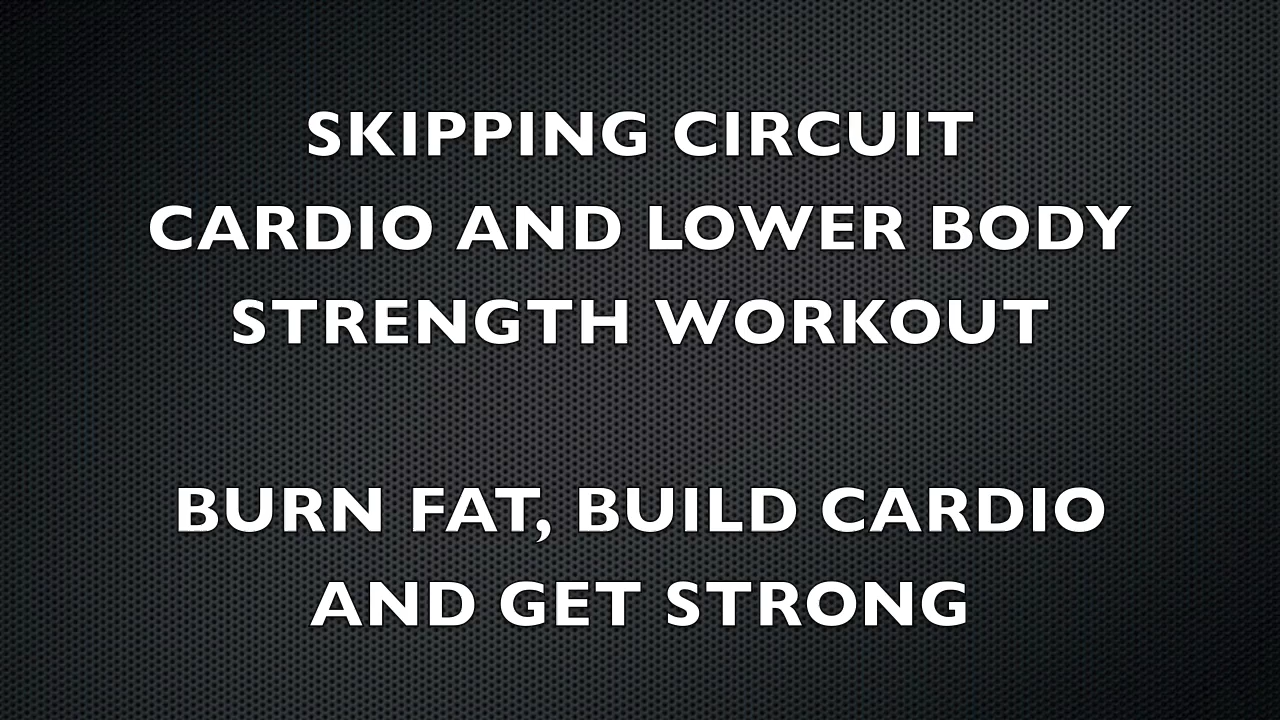 SKIPPING CIRCUIT
CARDIO AND LOWER BODY
STRENGTH WORKOUT
BURN FAT, BUILD CARDIO
AND GET STRONG